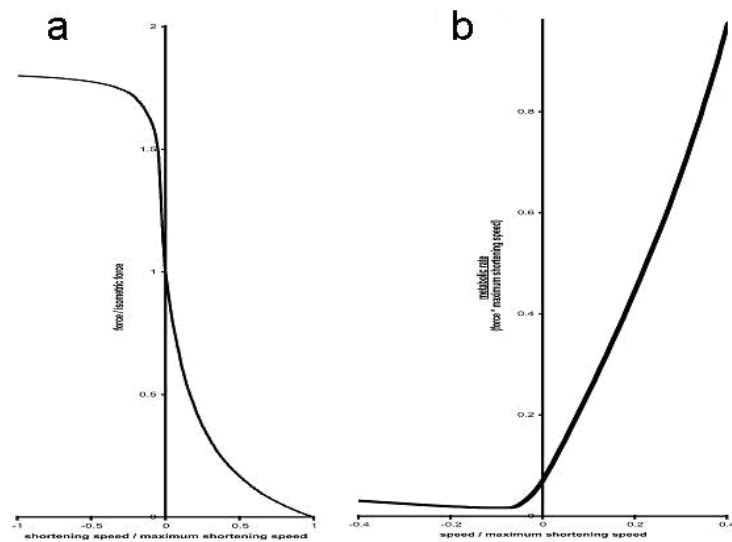 a
b
2
1.5
1
0.5
0
force / isometric force
-1
-0.5
0
0.5
1
shortening speed / maximum shortening speed
0.8
0.6
0.4
0.2
0
metabolic rate
(force * maximum shortening speed)
-0.4
-0.2
0
0.2
0.4
speed / maximum shortening speed